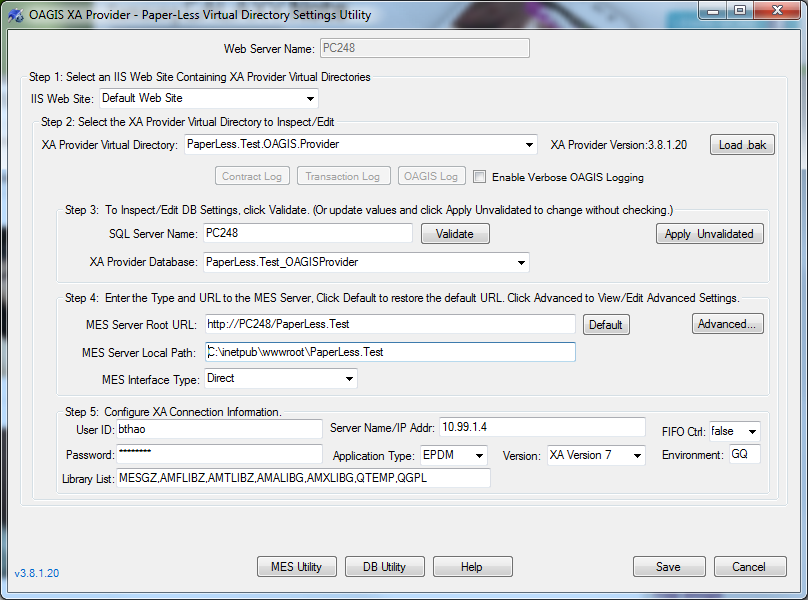 OAGIS XA Provider - Paper-Less Virtual Directory Settings Utility
Web Server Name: PC248
Step 1: Select an IIS Web Site Containing XA Provider Virtual Directories
IIS Web Site: Default Web Site
Step 2: Select the XA Provider Virtual Directory to Inspect/Edit
XA Provider Virtual Directory: PaperLess.Test.OAGIS.Provider XA Provider Version:3.8.1.20 Load .bak
Contract Log Transaction Log OAGIS Log Enable Verbose OAGIS Logging
Step 3: To Inspect/Edit DB Settings, click Validate. (Or update values and click Apply Unvalidated to change without checking.)
SQL Server Name: PC248 Validate Apply Unvalidated
XA Provider Database: PaperLess.Test_OAGISProvider
Step 4: Enter the Type and URL to the MES Server, Click Default to restore the default URL. Click Advanced to View/Edit Advanced Settings.
MES Server Root URL: http://PC248/PaperLess.Test Default Advanced...
MES Server Local Path: C:\inetpub\wwwroot\PaperLess.Test
MES Interface Type: Direct
Step 5: Configure XA Connection Information.
User ID: bthao Server Name/IP Addr: 10.99.1.4 FIFO Ctrl: false
Password: ******** Application Type: EPDM Version: XA Version 7 Environment: GQ
Library List: MESGZ,AMFLIBZ,AMTLIBZ,AMALIBG,AMXLIBG,QTEMP,QGPL
v3.8.1.20 MES Utility DB Utility Help Save Cancel